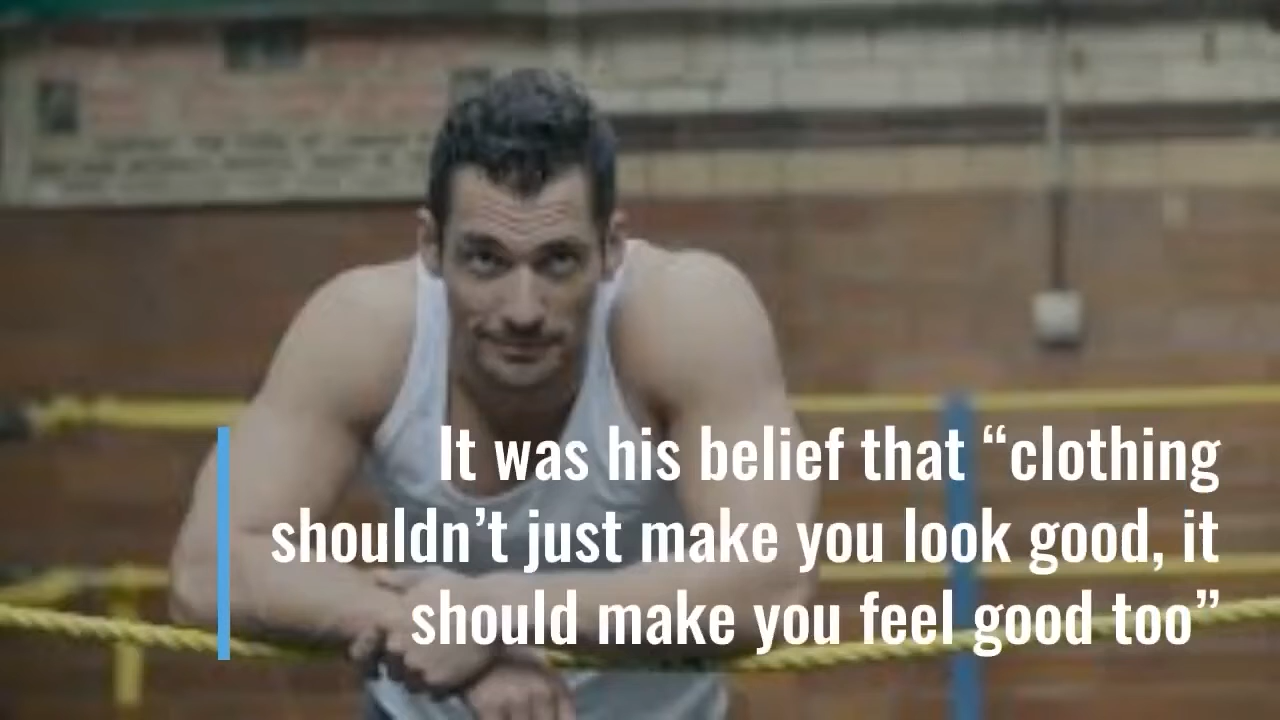 It was his belief that “clothing
shouldn’t just make you look good, it
should make you feel good too”